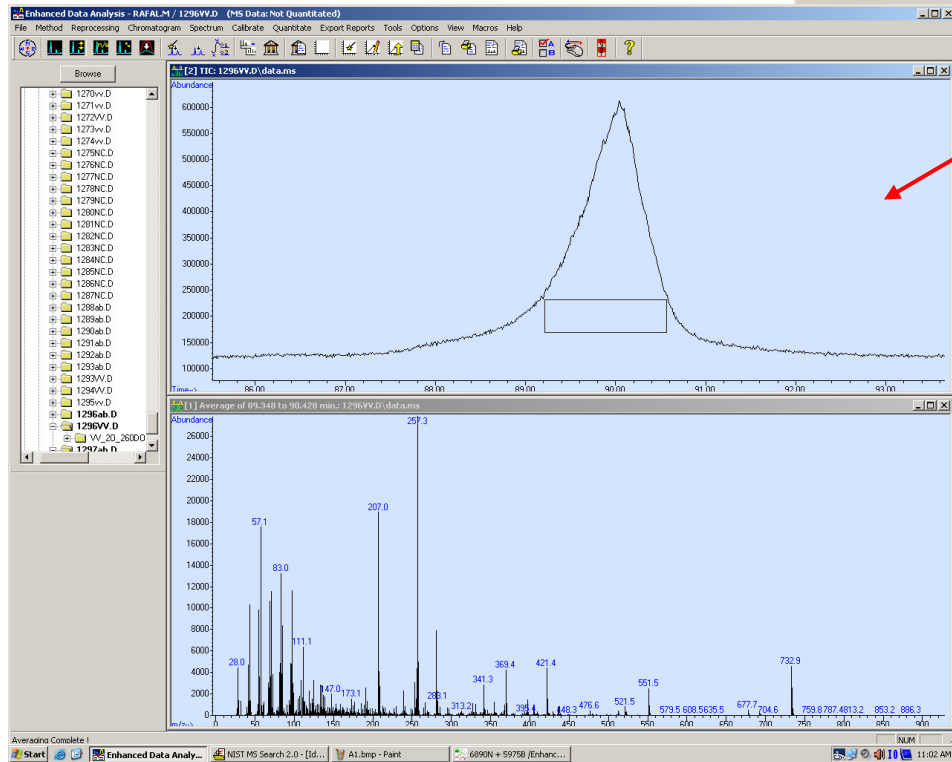 Enhanced Data Analysis - RAFAL.M / 1296VV.D (MS Data: Not Quantitated)
File Method Reprocessing Chromatogram Spectrum Calibrate Quantitate Export Reports Tools Options View Macros Help
Browse
1270vv.D
1271vv.D
1272VV.D
1273vv.D
1274vv.D
1275NC.D
1276NC.D
1277NC.D
1278NC.D
1279NC.D
1280NC.D
1281NC.D
1282NC.D
1283NC.D
1284NC.D
1285NC.D
1286NC.D
1287NC.D
1288ab.D
1289ab.D
1290ab.D
1291ab.D
1292ab.D
1293ab.D
1293VV.D
1294VV.D
1295vv.D
1296ab.D
1296VV.D
VV_20_260DO
1297ab.D
[2] TIC: 1296VV.D\data.ms
Abundance
600000
550000
500000
450000
400000
350000
300000
250000
200000
150000
100000
Time-->
86.00 87.00 88.00 89.00 90.00 91.00 92.00 93.00
[1] Average of 89.348 to 90.428 min.: 1296VV.D\data.ms
Abundance
26000
24000
22000
20000
18000
16000
14000
12000
10000
8000
6000
4000
2000
0
257.3
207.0
57.1
83.0
111.1
28.0
147.0
173.1
283.1
313.2
341.3
369.4
395.4
421.4
448.3
476.6
521.5
551.5
579.5
608.5
635.5
677.7
704.6
732.9
759.8
787.4
813.2
853.2
886.3
m/z-->
0 50 100 150 200 250 300 350 400 450 500 550 600 650 700 750 800 850 900
Averaging Complete !
NUM
Start
Enhanced Data Analy...
NIST MS Search 2.0 - [Id...
A1.bmp - Paint
6890N + 5975B /Enhanc...
11:02 AM